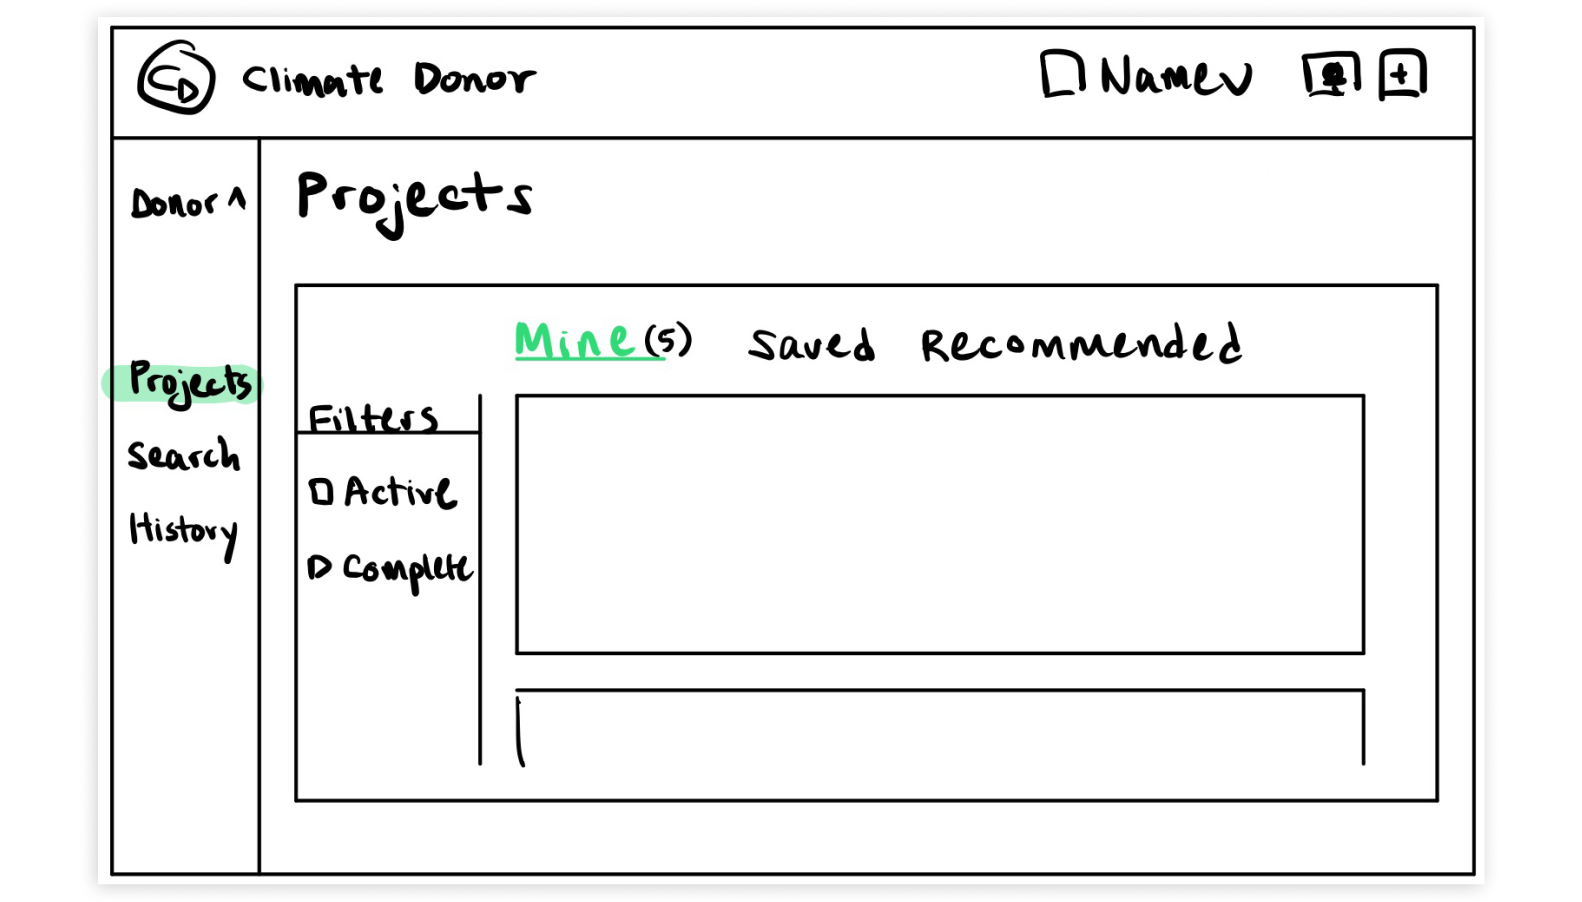 CD Climate Donor Name
Donor
Projects
Projects
Search
History
Mine (5) Saved Recommended
Filters
Active
Complete